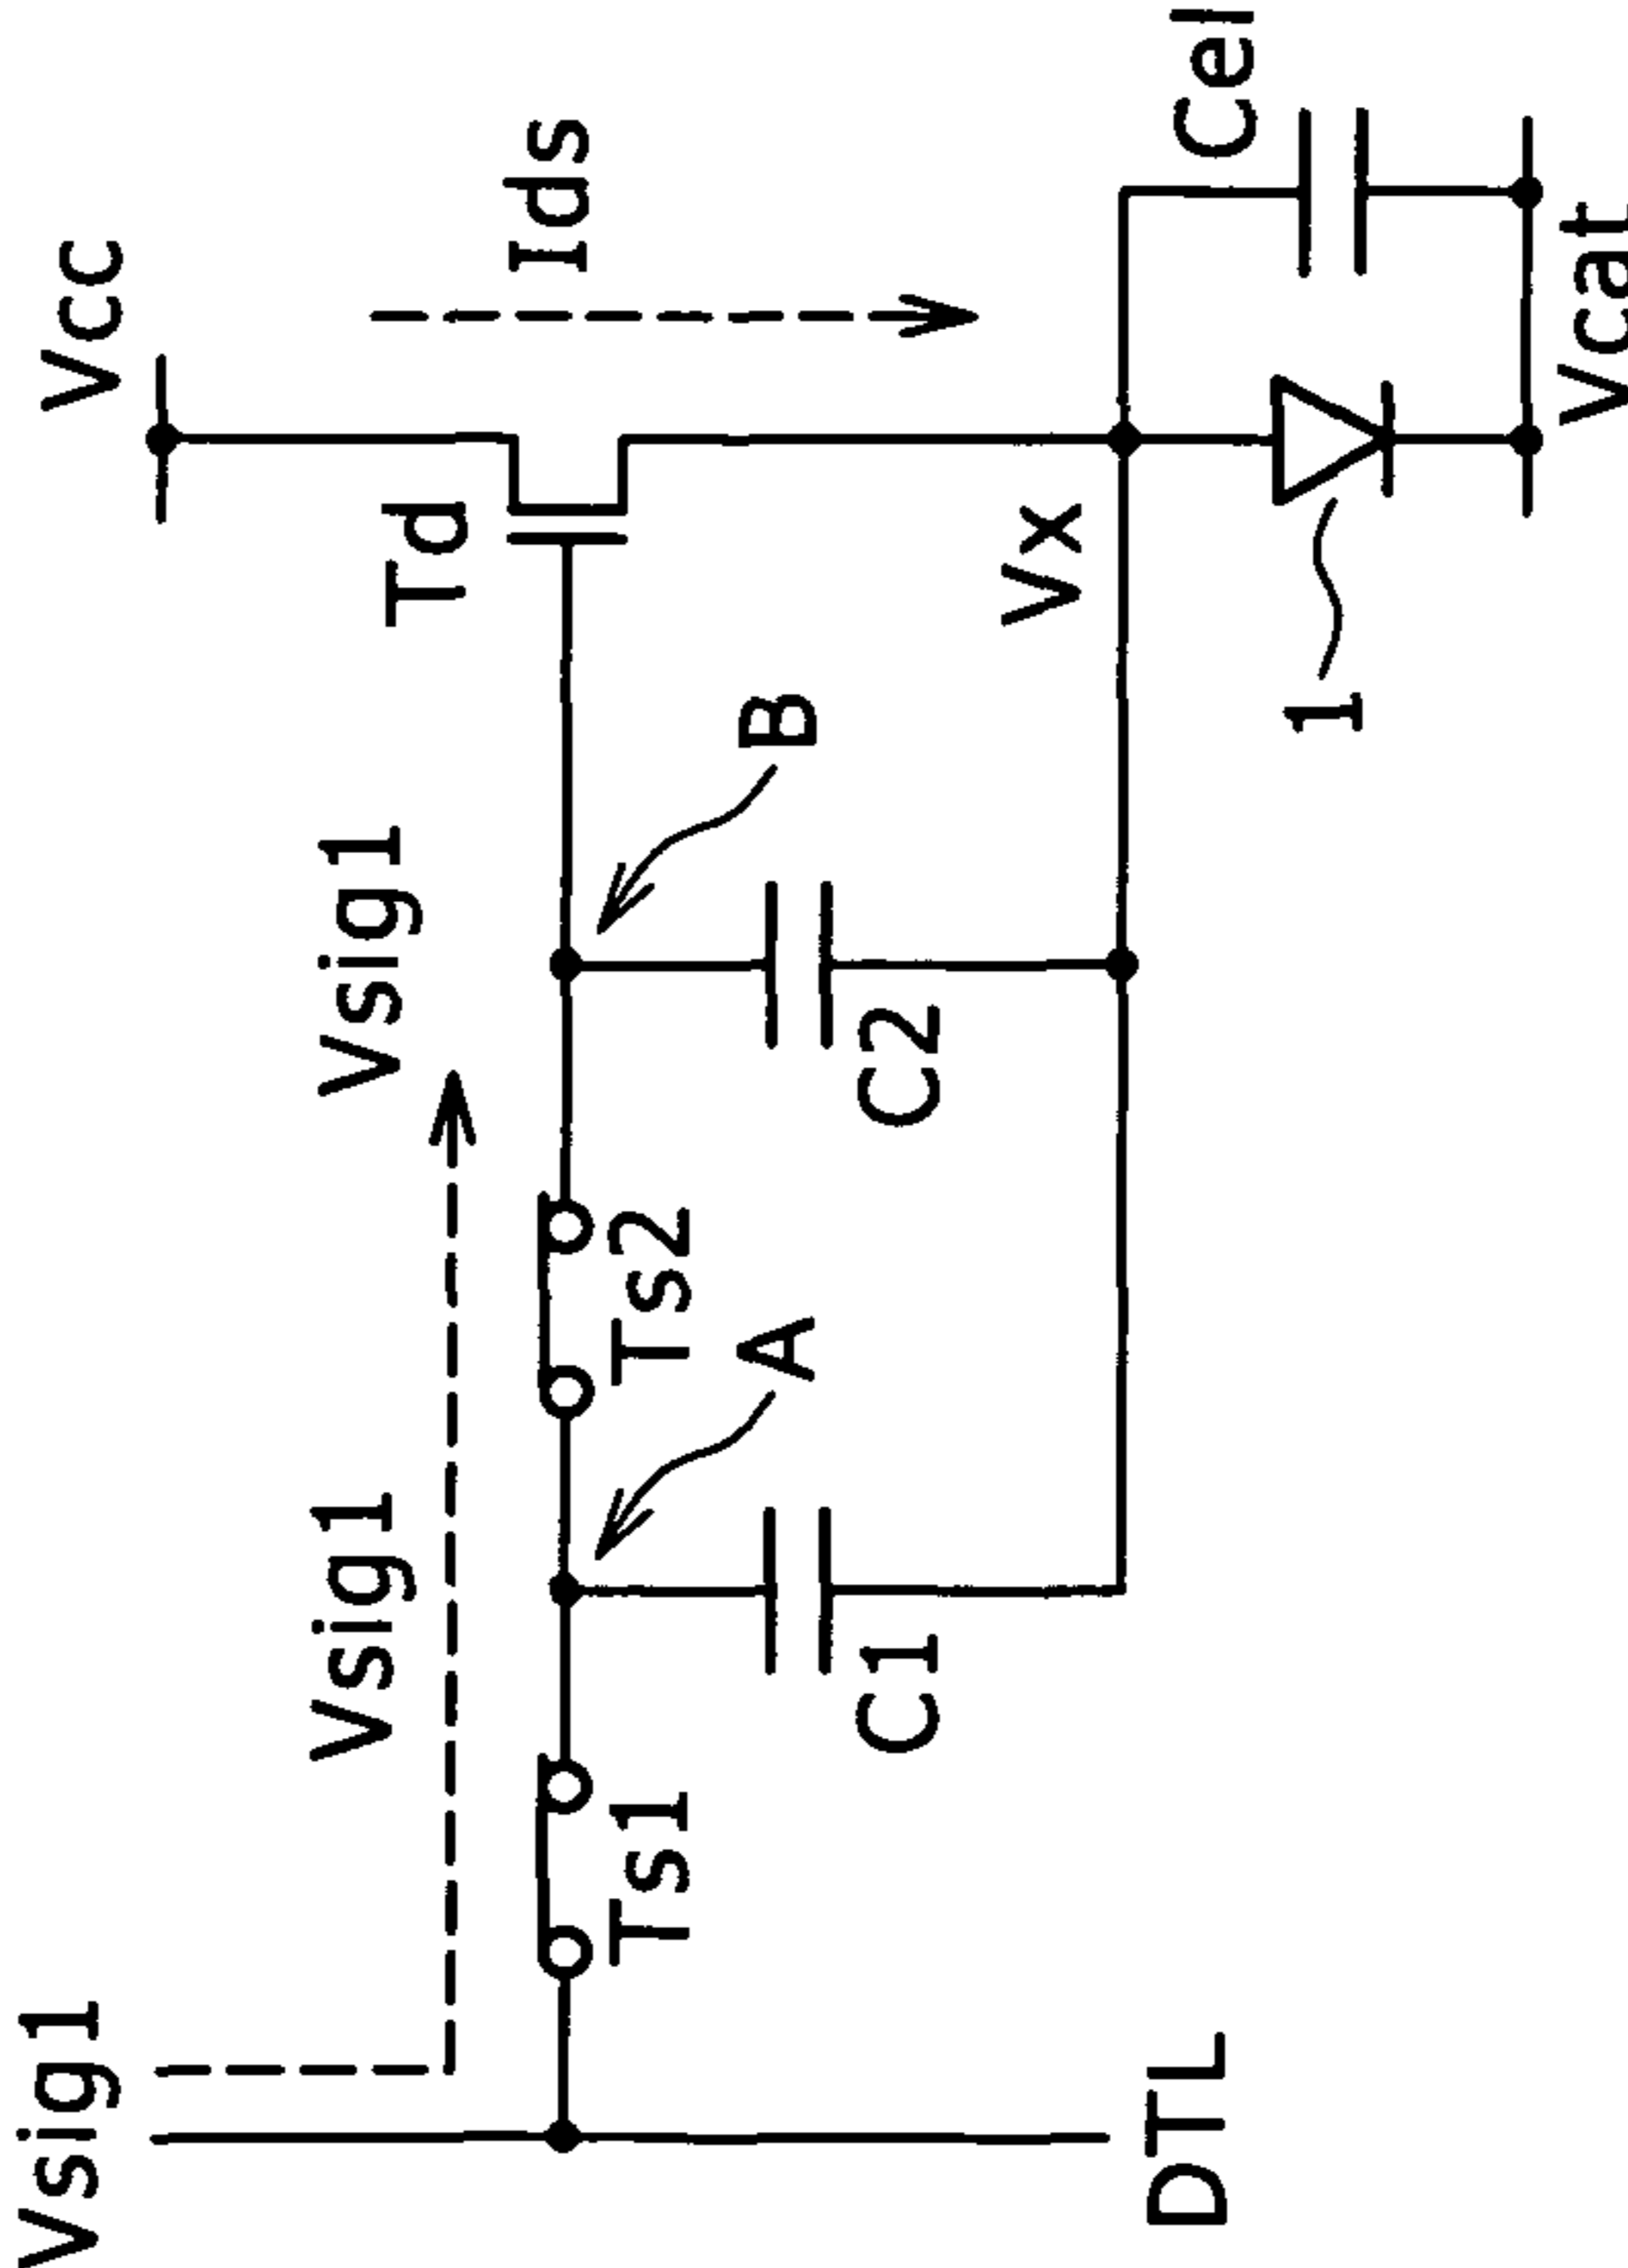 Vsig1
Vcc
Vsig1
Vsig1
Td
Ids
Ts1
Ts2
A
B
C1
C2
Vx
DTL
Cel
1
Vcat